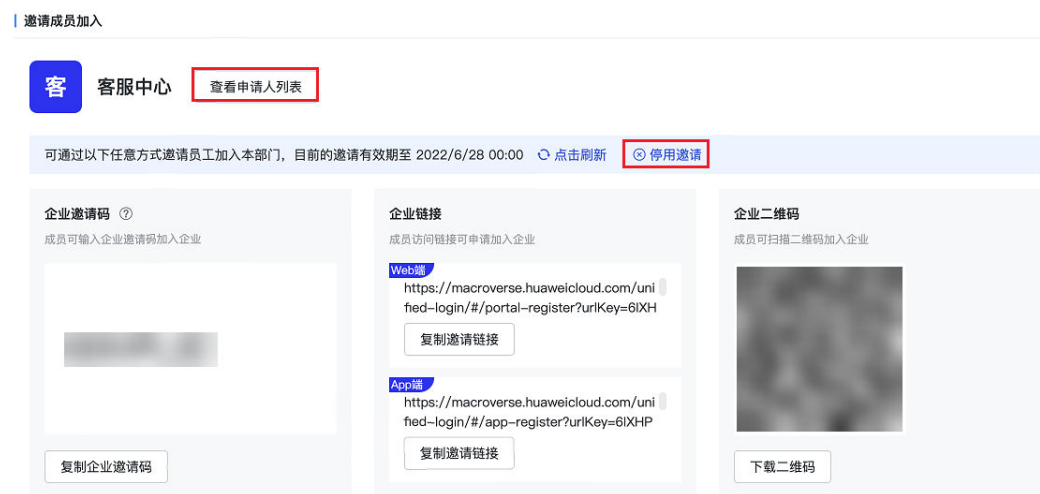 邀请成员加入
客 客服中心 查看申请人列表
可通过以下任意方式邀请员工加入本部门，目前的邀请有效期至 2022/6/28 00:00 点击刷新 停用邀请
企业邀请码 ?
成员可输入企业邀请码加入企业
复制企业邀请码
企业链接
成员访问链接可申请加入企业
Web端
https://macroverse.huaweicloud.com/uni
fied-login/#/portal-register?urlKey=6lXH
复制邀请链接
App端
https://macroverse.huaweicloud.com/uni
fied-login/#/app-register?urlKey=6lXHP
复制邀请链接
企业二维码
成员可扫描二维码加入企业
下载二维码